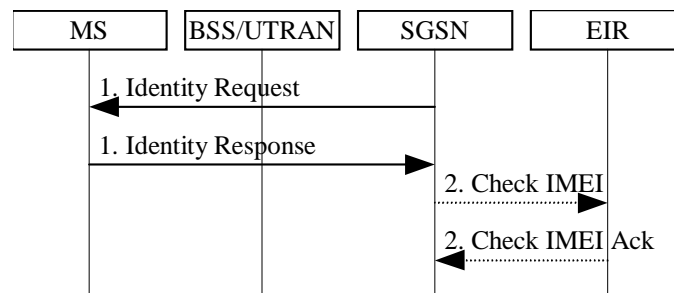 MS BSS/UTRAN SGSN EIR
1. Identity Request
1. Identity Response
2. Check IMEI
2. Check IMEI Ack